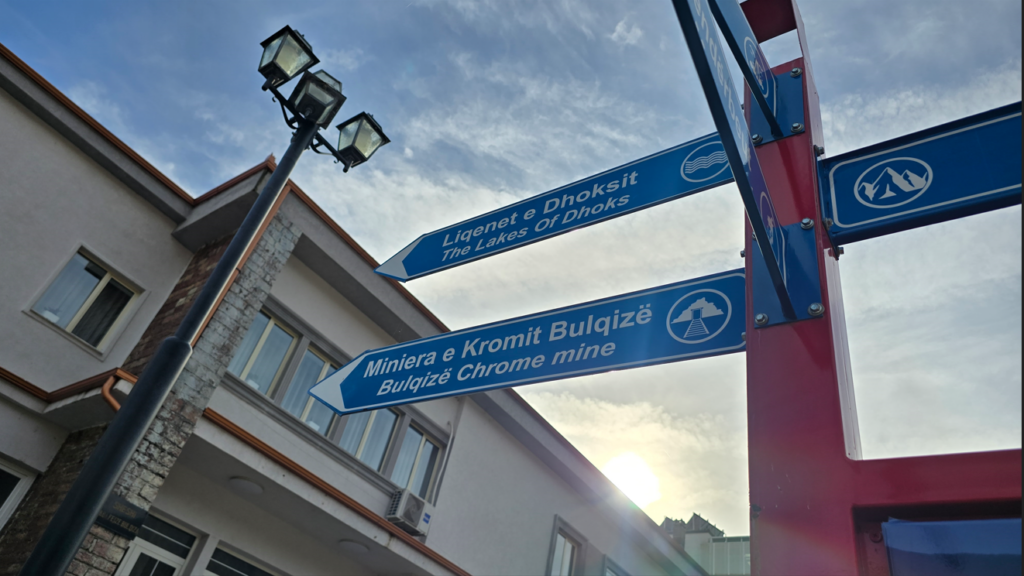 Liqenet e Dhoksit
The Lakes Of Dhoks
Miniera e Kromit Bulqizë
Bulqizë Chrome mine